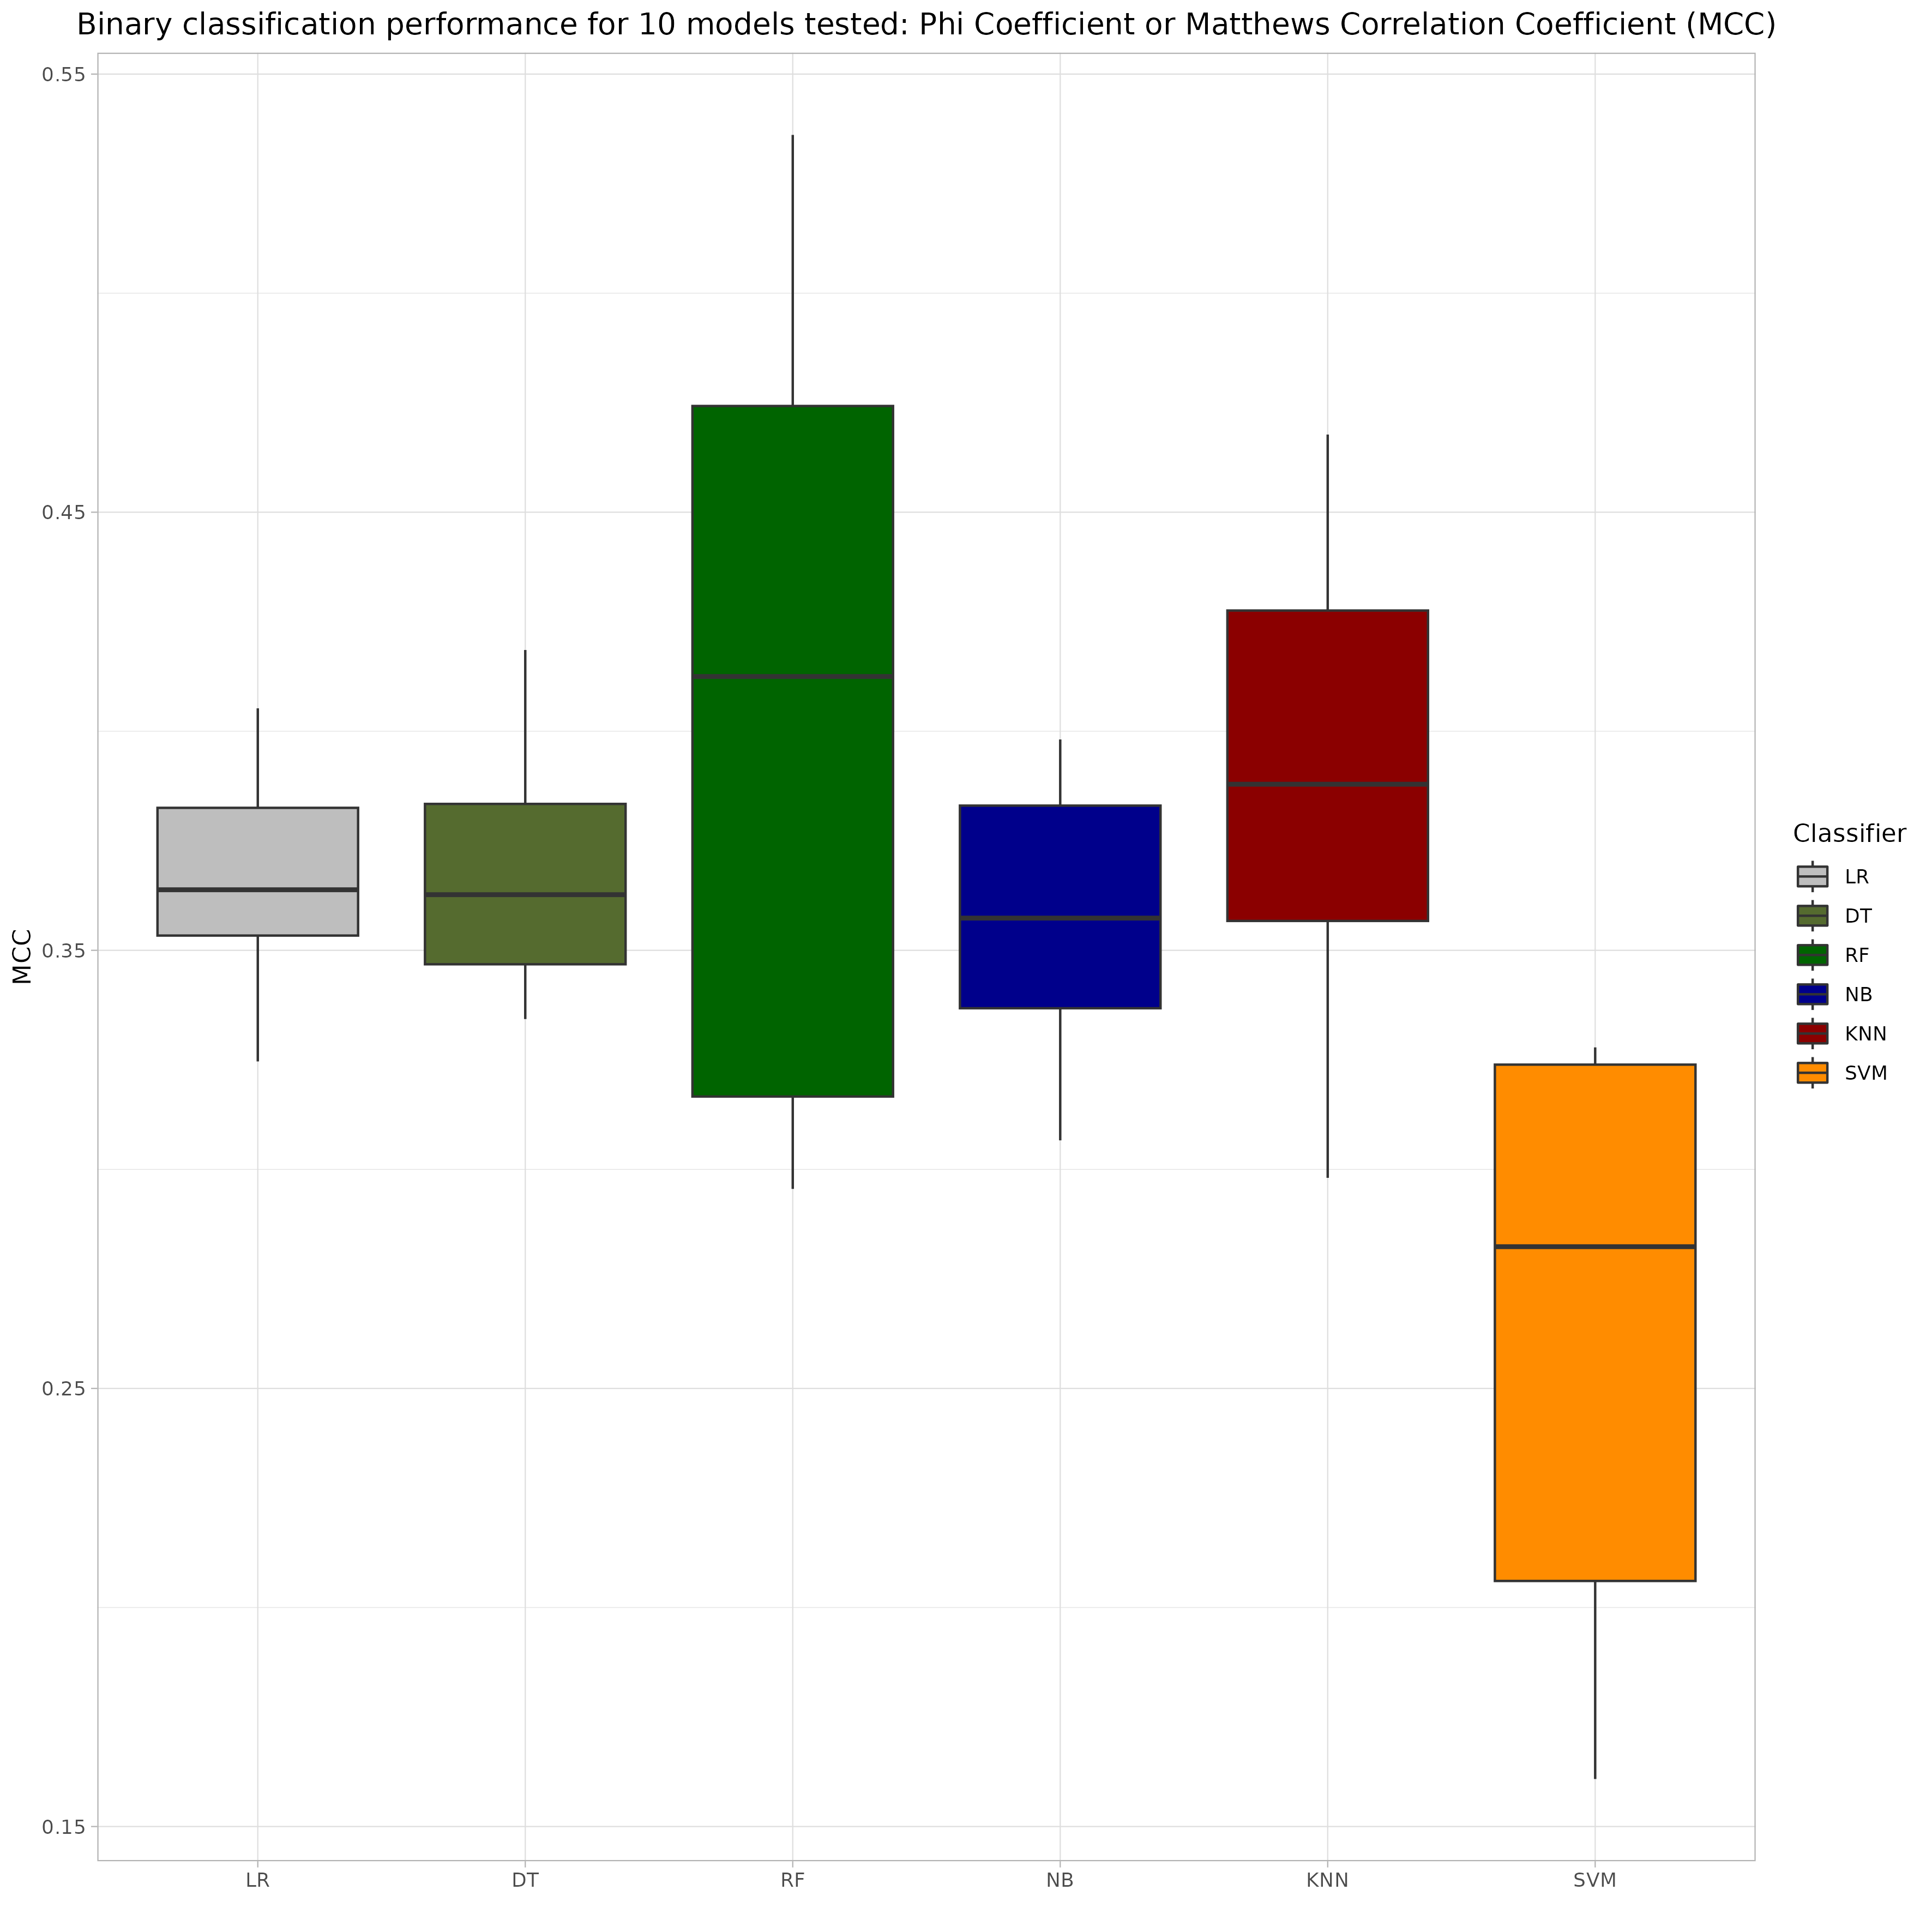 Binary classification performance for 10 models tested: Phi Coefficient or Matthews Correlation Coefficient (MCC)
0.55
0.45
0.35
0.25
0.15
MCC
LR DT RF NB KNN SVM
Classifier
LR
DT
RF
NB
KNN
SVM